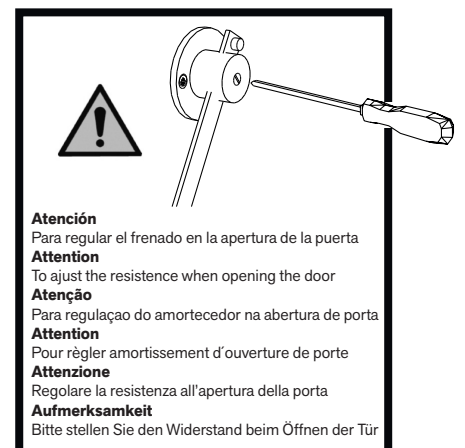 Atención
Para regular el frenado en la apertura de la puerta
Attention
To ajust the resistence when opening the door
Atenção
Para regulaçao do amortecedor na abertura de porta
Attention
Pour règler amortissement d´ouverture de porte
Attenzione
Regolare la resistenza all'apertura della porta
Aufmerksamkeit
Bitte stellen Sie den Widerstand beim Öffnen der Tür